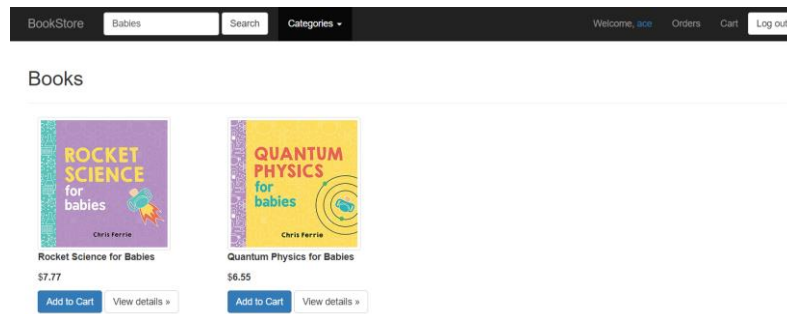 BookStore Babies Search Categories Welcome, ace Orders Cart Log out
Books
ROCKET
SCIENCE
for
babies
Chris Ferrie
QUANTUM
PHYSICS
for
babies
Chris Ferrie
Rocket Science for Babies Quantum Physics for Babies
$7.77 $6.55
Add to Cart View details » Add to Cart View details »